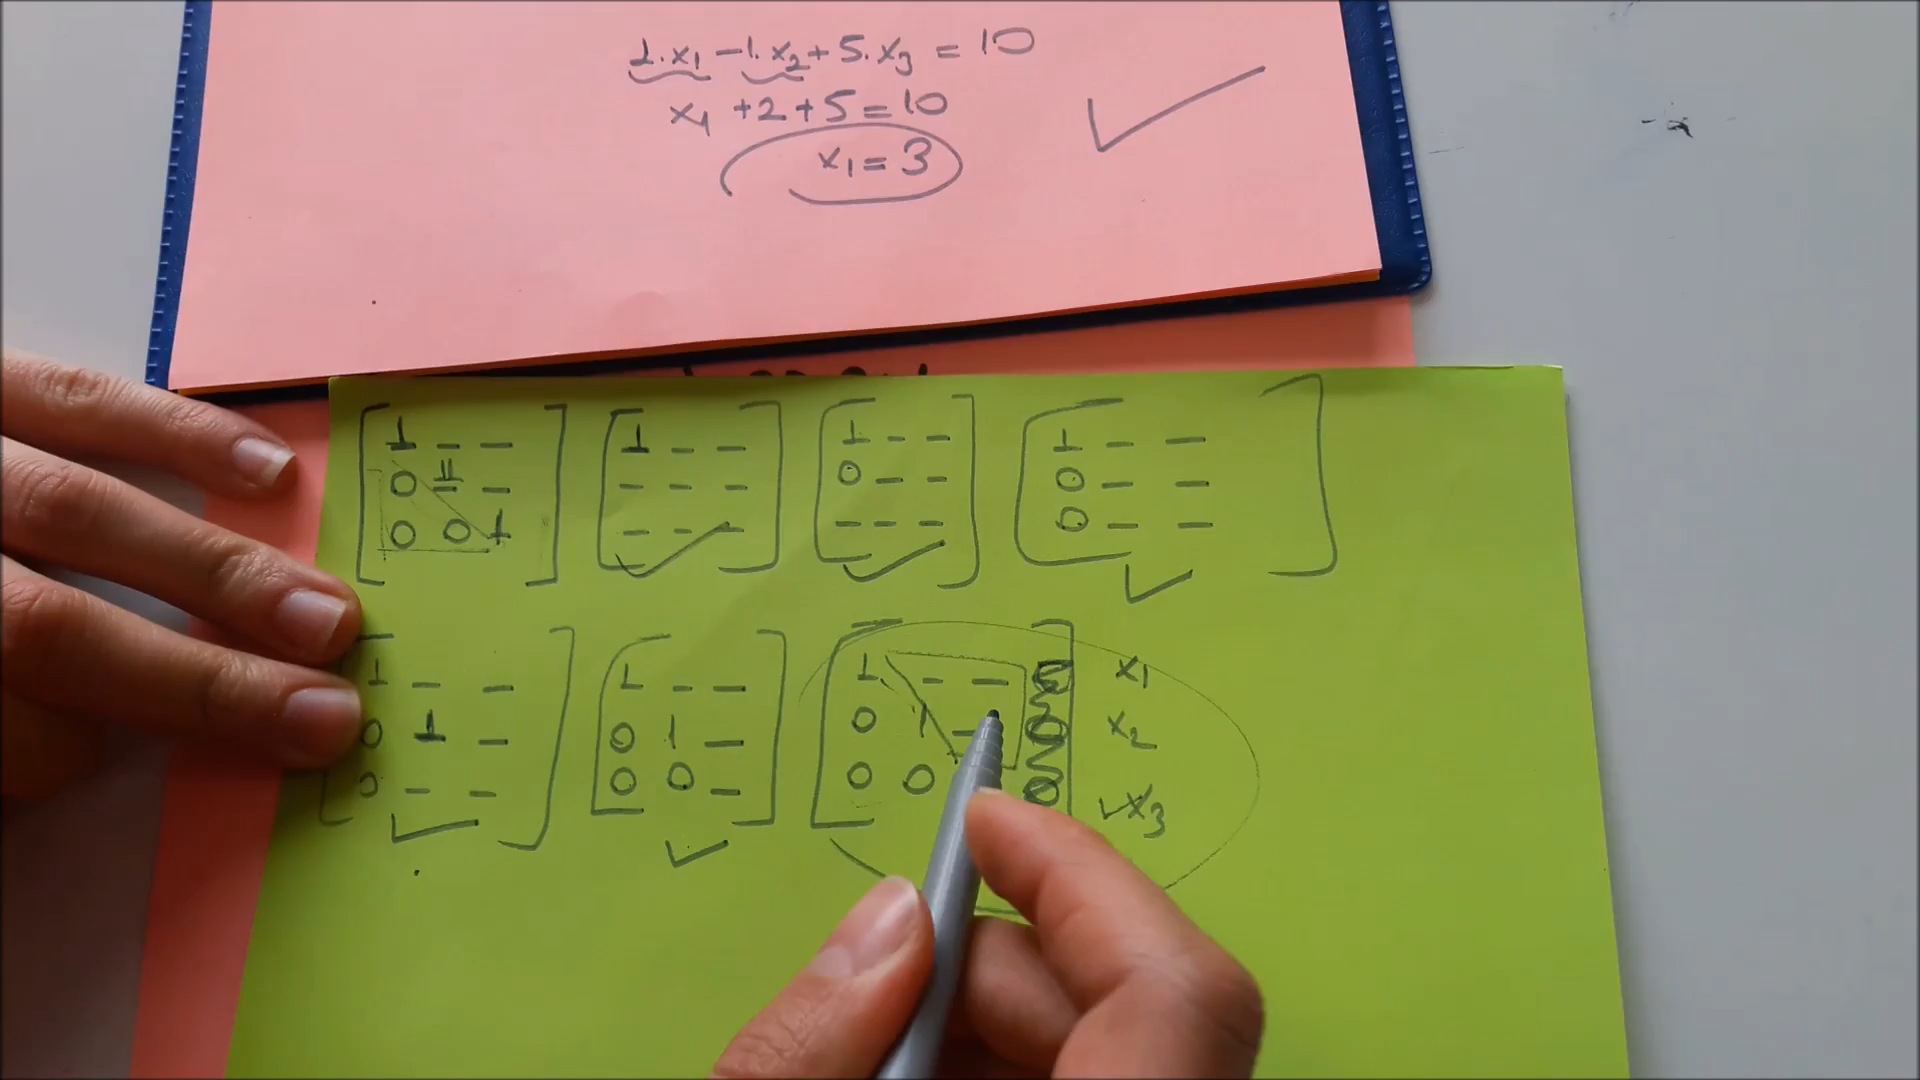 1.x₁ -1.x₂ + 5.x₃ = 10
x₁ +2 +5 = 10
x₁ = 3
1 _ _
0 1 _
0 0 1
1 _ _
_ _ _
_ _ _
1 _ _
0 _ _
_ _ _
1 _ _
0 _ _
0 _ _
1 _ _
0 1 _
0 _ _
1 _ _
0 1 _
0 0 _
1 _ _ x₁
0 1 _ x₂
0 0 x₃